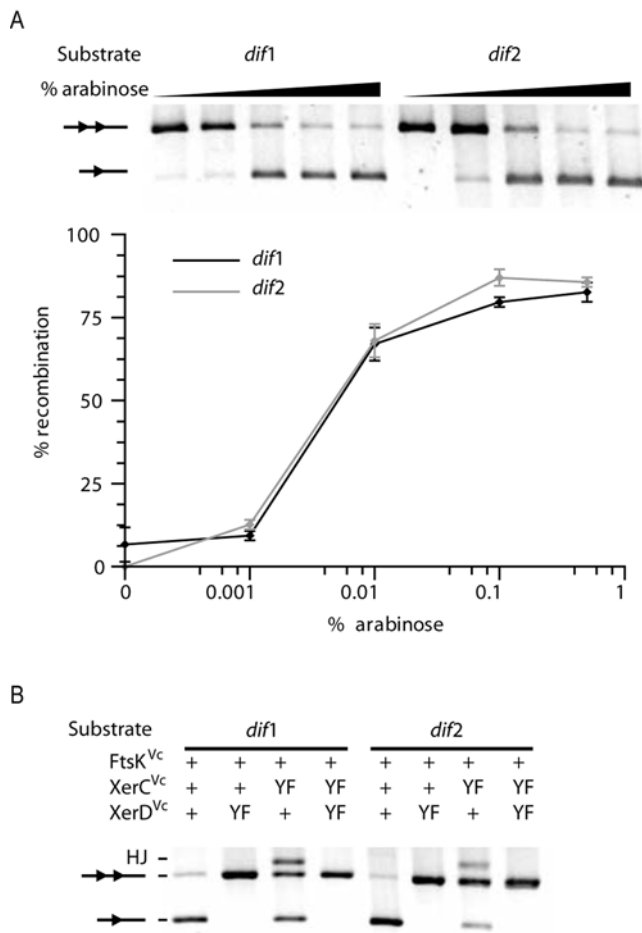 A
Substrate dif1 dif2
% arabinose
100
dif1
dif2
75
% recombination
50
25
0
0 0.001 0.01 0.1 1
% arabinose
B
Substrate dif1 dif2
FtsK^Vc + + + + + + + +
XerC^Vc + + YF YF + + YF YF
XerD^Vc + YF + YF + YF + YF
HJ